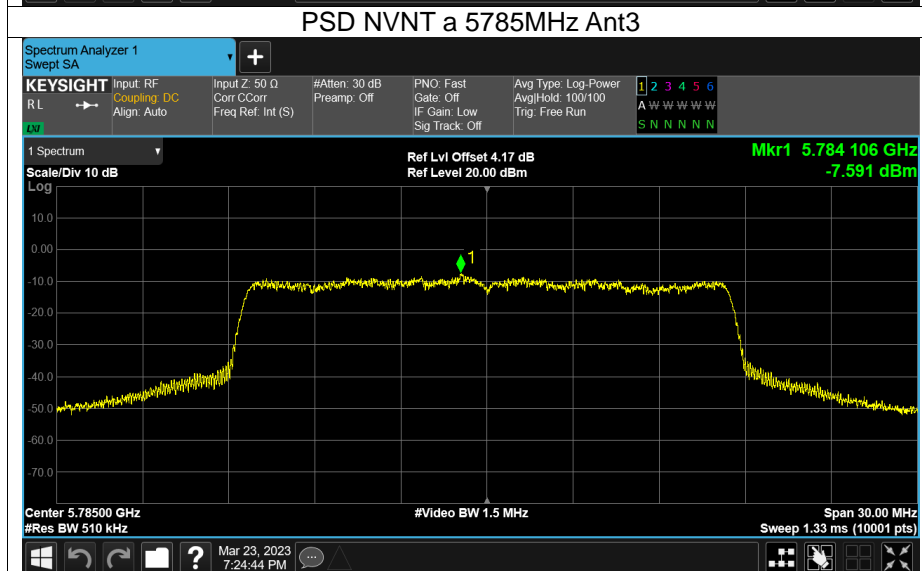 PSD NVNT a 5785MHz Ant3
Spectrum Analyzer 1
Swept SA
+
KEYSIGHT
R L
LXI
Input: RF
Coupling: DC
Align: Auto
Input Z: 50 Ω
Corr CCorr
Freq Ref: Int (S)
#Atten: 30 dB
Preamp: Off
PNO: Fast
Gate: Off
IF Gain: Low
Sig Track: Off
Avg Type: Log-Power
Avg|Hold: 100/100
Trig: Free Run
1 2 3 4 5 6
A W W W W W
S N N N N N
1 Spectrum
Scale/Div 10 dB
Ref Lvl Offset 4.17 dB
Ref Level 20.00 dBm
Mkr1 5.784 106 GHz
-7.591 dBm
Log
10.0
0.00
-10.0
-20.0
-30.0
-40.0
-50.0
-60.0
-70.0
1
Center 5.78500 GHz
#Res BW 510 kHz
#Video BW 1.5 MHz
Span 30.00 MHz
Sweep 1.33 ms (10001 pts)
?
Mar 23, 2023
7:24:44 PM